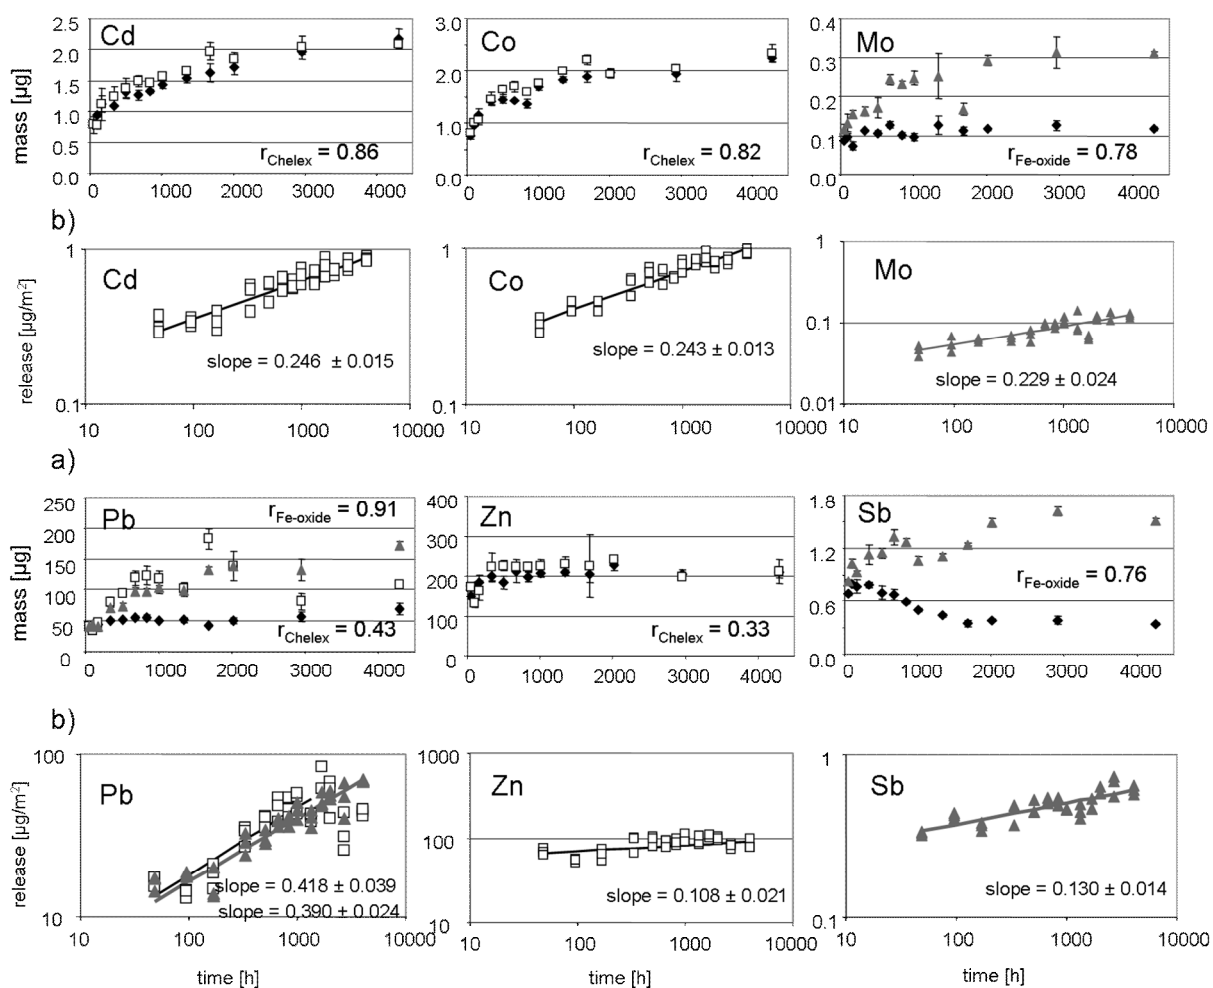 Cd
Co
Mo
mass [µg]
2.5
2.0
1.5
1.0
0.5
0.0
3.0
2.0
1.0
0.0
0.4
0.3
0.2
0.1
0.0
rChelex = 0.86
rChelex = 0.82
rFe-oxide = 0.78
0 1000 2000 3000 4000
0 1000 2000 3000 4000
0 1000 2000 3000 4000
b)
Cd
Co
Mo
release [µg/m²]
1
0.1
1
0.1
1
0.1
0.01
slope = 0.246 ± 0.015
slope = 0.243 ± 0.013
slope = 0.229 ± 0.024
10 100 1000 10000
10 100 1000 10000
10 100 1000 10000
a)
Pb
Zn
Sb
mass [µg]
250
200
150
100
50
0
400
300
200
100
0
1.8
1.2
0.6
0.0
rFe-oxide = 0.91
rChelex = 0.43
rChelex = 0.33
rFe-oxide = 0.76
0 1000 2000 3000 4000
0 1000 2000 3000 4000
0 1000 2000 3000 4000
b)
Pb
Zn
Sb
release [µg/m²]
100
10
1000
100
10
1
0.1
slope = 0.418 ± 0.039
slope = 0.390 ± 0.024
slope = 0.108 ± 0.021
slope = 0.130 ± 0.014
10 100 1000 10000
10 100 1000 10000
10 100 1000 10000
time [h]
time [h]
time [h]